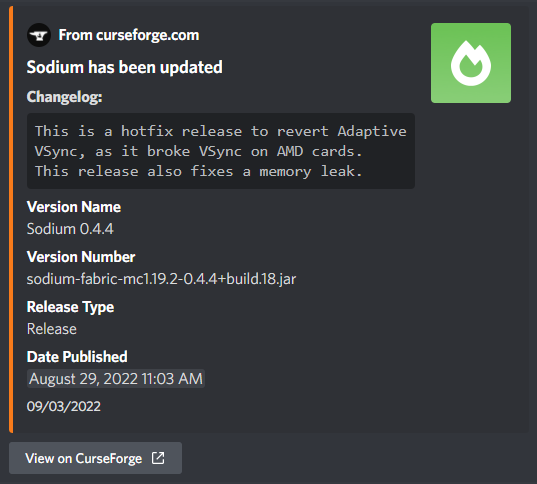 From curseforge.com
Sodium has been updated
Changelog:
This is a hotfix release to revert Adaptive
VSync, as it broke VSync on AMD cards.
This release also fixes a memory leak.
Version Name
Sodium 0.4.4
Version Number
sodium-fabric-mc1.19.2-0.4.4+build.18.jar
Release Type
Release
Date Published
August 29, 2022 11:03 AM
09/03/2022
View on CurseForge